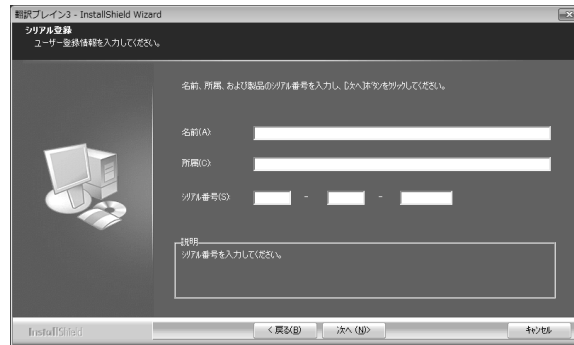 翻訳ブレイン3 - InstallShield Wizard
シリアル登録
ユーザー登録情報を入力してください。
名前、所属、および製品のシリアル番号を入力し、[次へ]ボタンをクリックしてください。
名前(A)
所属(C)
シリアル番号(S)
-
-
説明
シリアル番号を入力してください。
InstallShield
< 戻る(B)
次へ (N)>
キャンセル